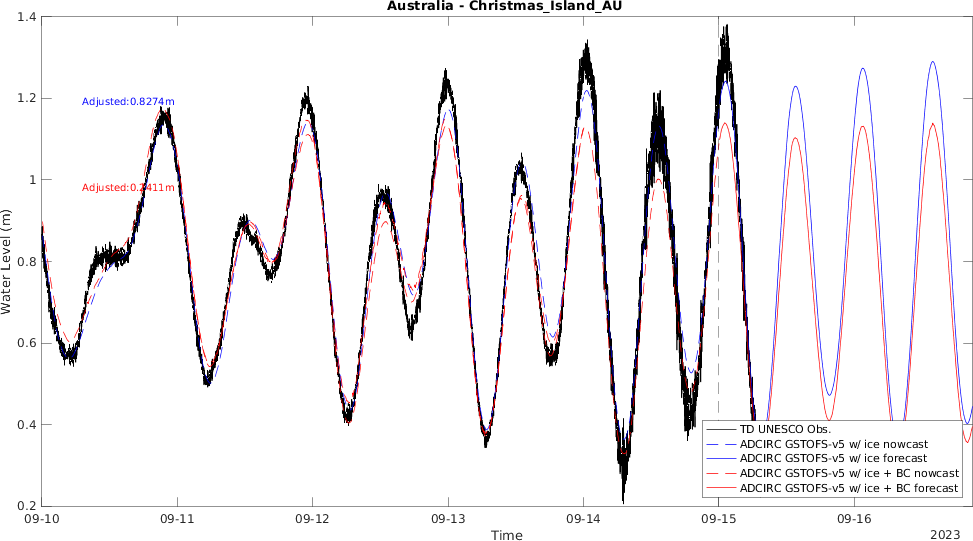 Australia - Christmas_Island_AU
1.4
1.2
1
0.8
0.6
0.4
0.2
Water Level (m)
Adjusted:0.8274m
Adjusted:0.2411m
TD UNESCO Obs.
ADCIRC GSTOFS-v5 w/ ice nowcast
ADCIRC GSTOFS-v5 w/ ice forecast
ADCIRC GSTOFS-v5 w/ ice + BC nowcast
ADCIRC GSTOFS-v5 w/ ice + BC forecast
09-10 09-11 09-12 09-13 09-14 09-15 09-16
Time
2023